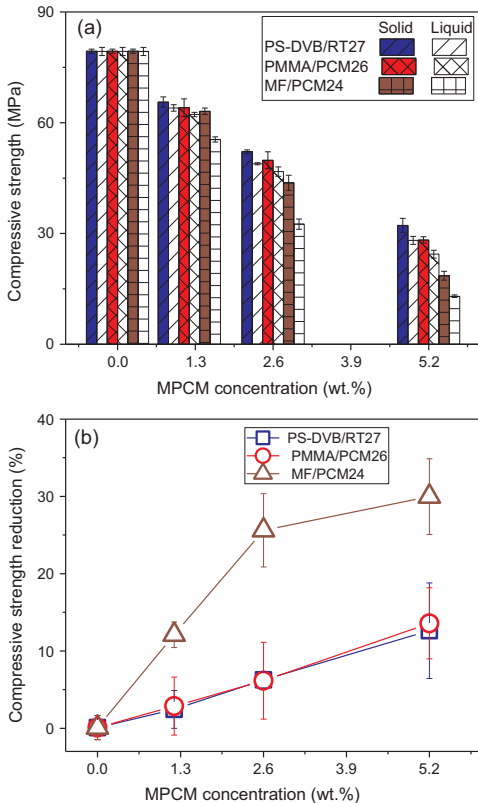 (a)
Solid Liquid
PS-DVB/RT27
PMMA/PCM26
MF/PCM24
Compressive strength (MPa)
90
60
30
0
0.0 1.3 2.6 3.9 5.2
MPCM concentration (wt.%)
(b)
PS-DVB/RT27
PMMA/PCM26
MF/PCM24
Compressive strength reduction (%)
40
30
20
10
0
0.0 1.3 2.6 3.9 5.2
MPCM concentration (wt.%)